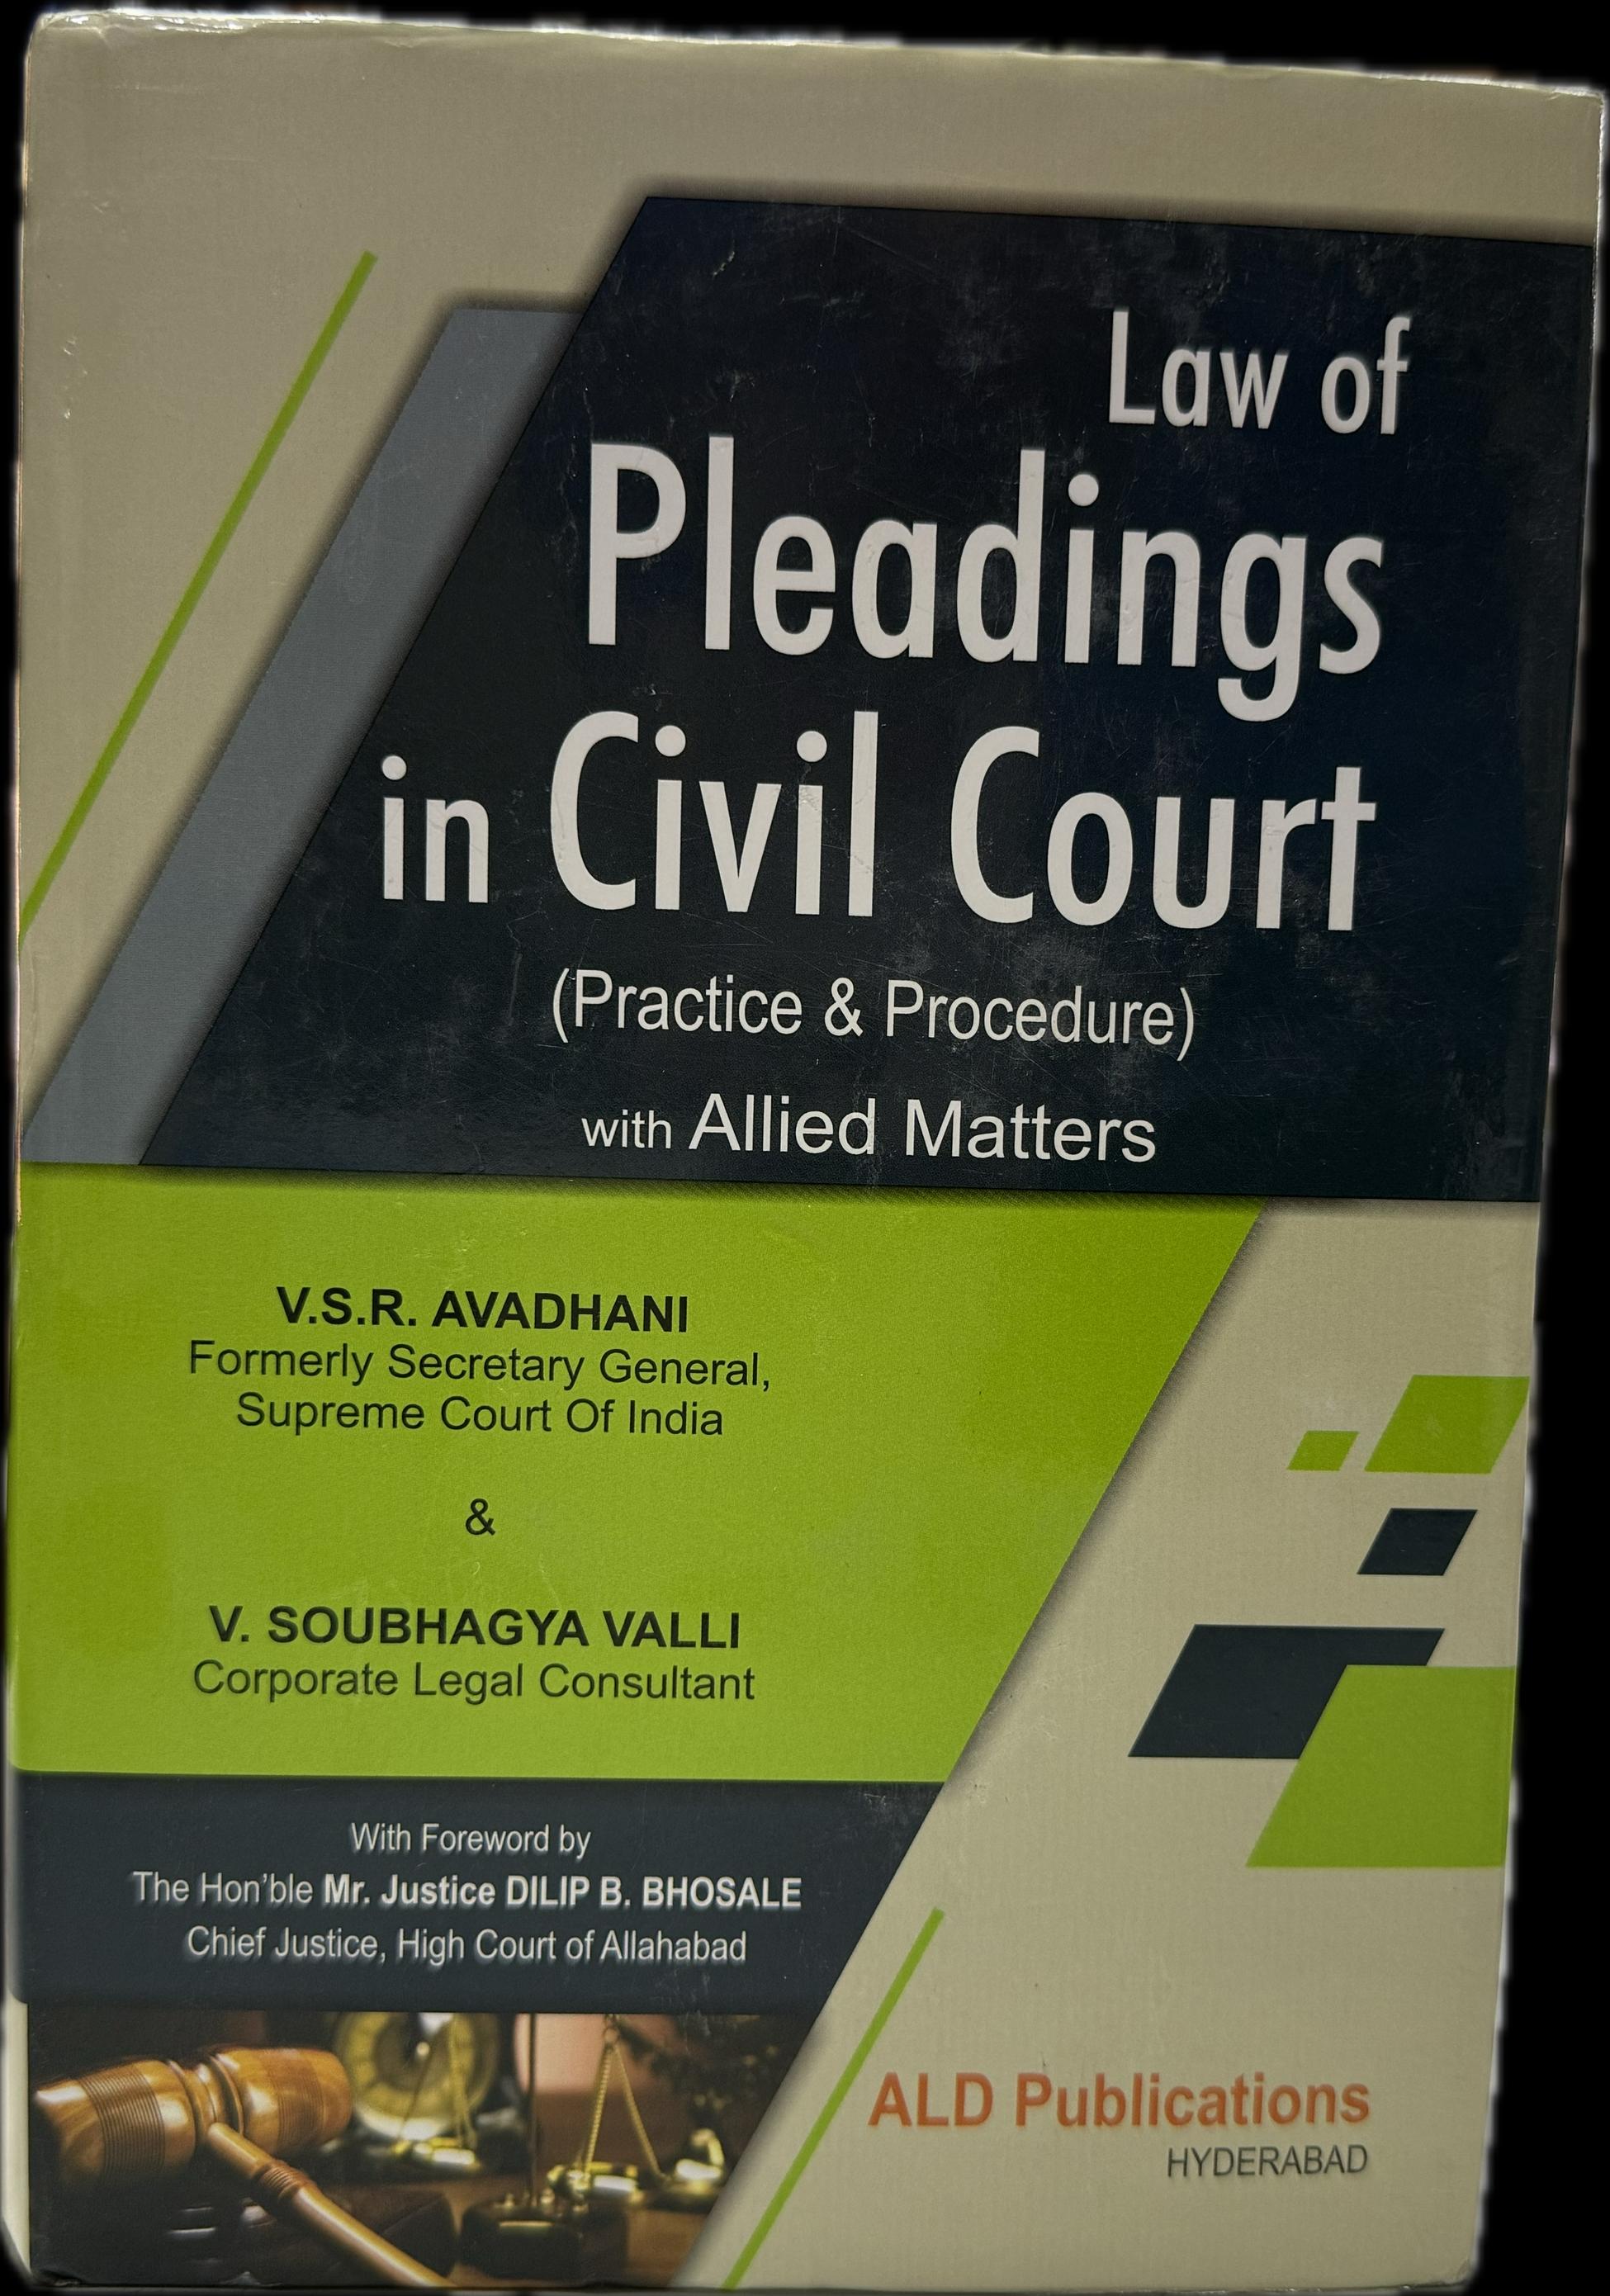 Law of
Pleadings
in Civil Court
(Practice & Procedure)
with Allied Matters
V.S.R. AVADHANI
Formerly Secretary General,
Supreme Court Of India
&
V. SOUBHAGYA VALLI
Corporate Legal Consultant
With Foreword by
The Hon'ble Mr. Justice DILIP B. BHOSALE
Chief Justice, High Court of Allahabad
ALD Publications
HYDERABAD